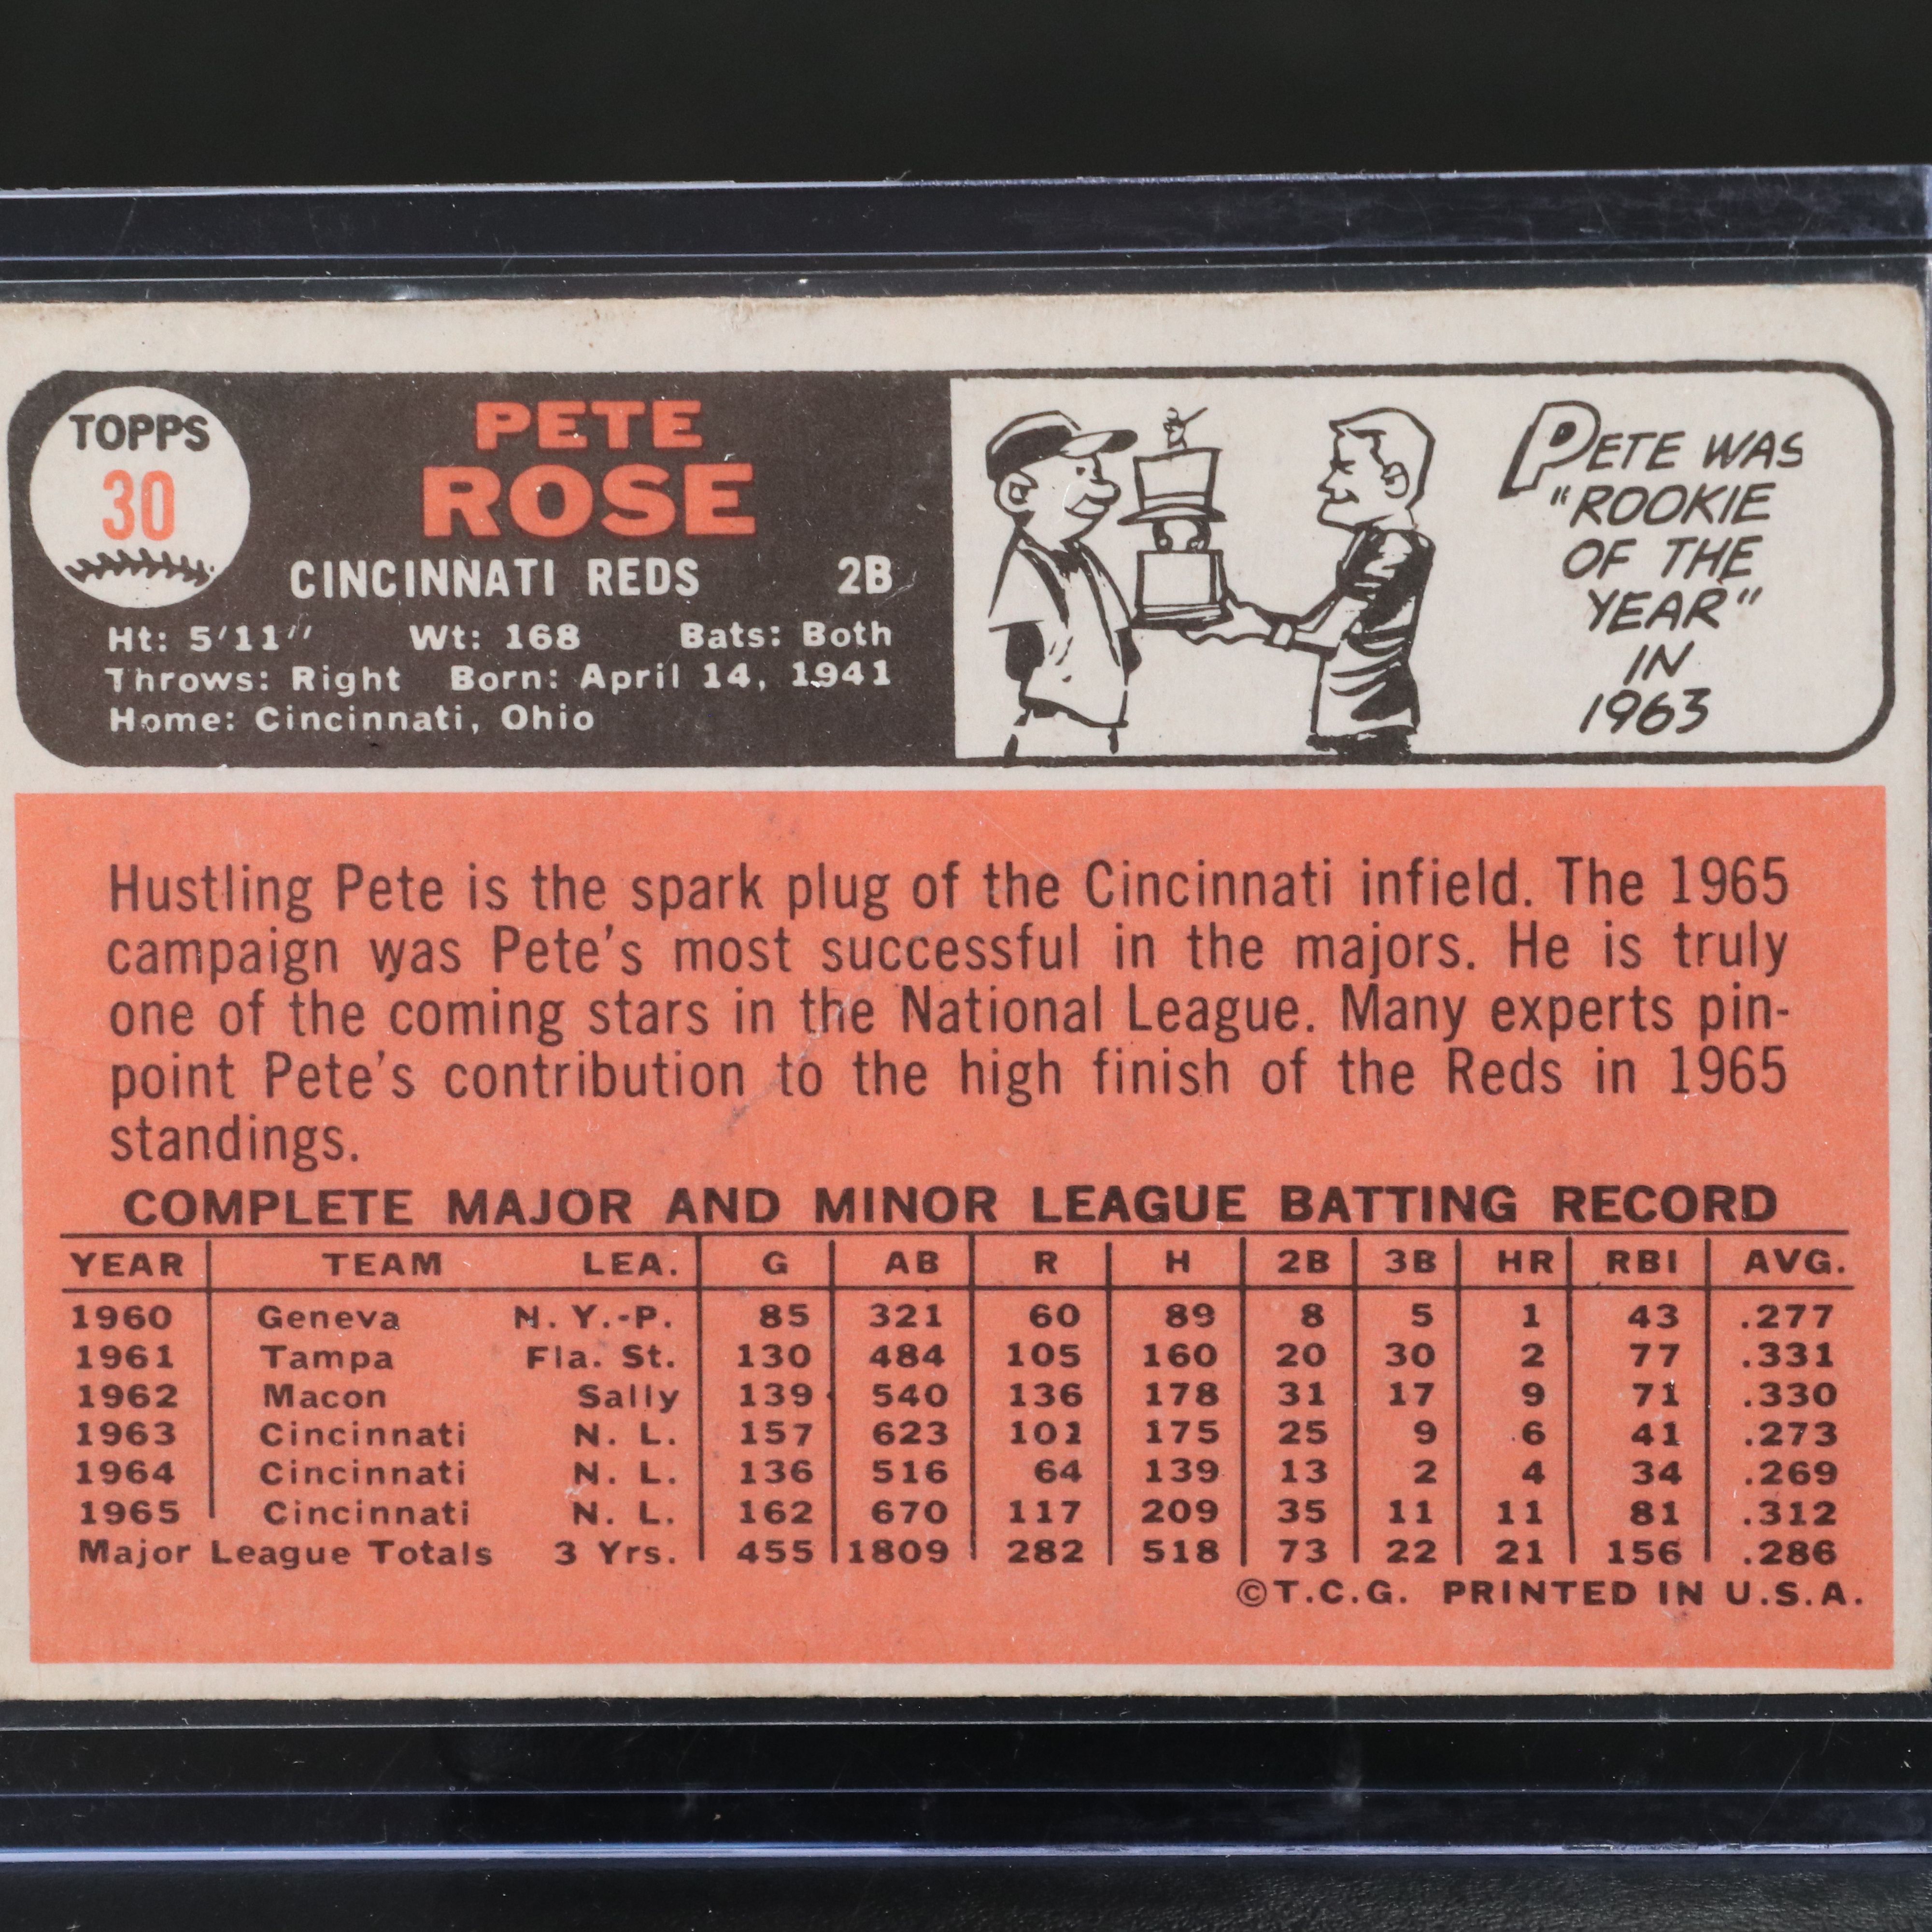 TOPPS
30
PETE
ROSE
CINCINNATI REDS 2B
Ht: 5'11" Wt: 168 Bats: Both
Throws: Right Born: April 14, 1941
Home: Cincinnati, Ohio
PETE WAS
"ROOKIE
OF THE
YEAR"
IN
1963
Hustling Pete is the spark plug of the Cincinnati infield. The 1965
campaign was Pete's most successful in the majors. He is truly
one of the coming stars in the National League. Many experts pin-
point Pete's contribution to the high finish of the Reds in 1965
standings.
COMPLETE MAJOR AND MINOR LEAGUE BATTING RECORD
YEAR TEAM LEA. G AB R H 2B 3B HR RBI AVG.
1960 Geneva N. Y.-P. 85 321 60 89 8 5 1 43 .277
1961 Tampa Fla. St. 130 484 105 160 20 30 2 77 .331
1962 Macon Sally 139 540 136 178 31 17 9 71 .330
1963 Cincinnati N. L. 157 623 101 175 25 9 6 41 .273
1964 Cincinnati N. L. 136 516 64 139 13 2 4 34 .269
1965 Cincinnati N. L. 162 670 117 209 35 11 11 81 .312
Major League Totals 3 Yrs. 455 1809 282 518 73 22 21 156 .286
©T.C.G. PRINTED IN U.S.A.